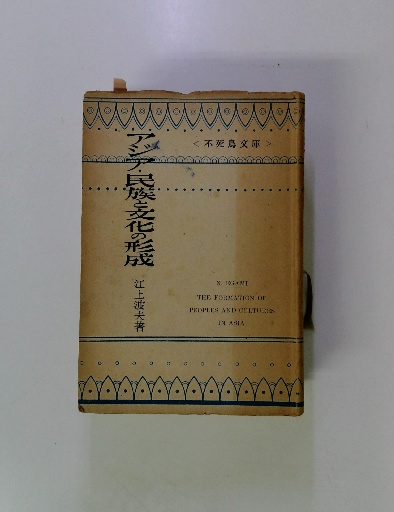 <不死鳥文庫>
アジア・民族と文化の形成
江上波夫著
N. EGAMI
THE FORMATION OF
PEOPLES AND CULTURES
IN ASIA